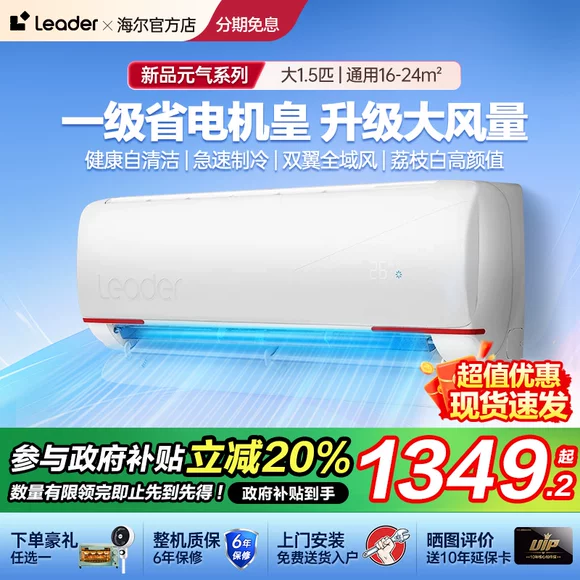 Leader × 海尔官方店 分期免息
新品元气系列 大1.5匹 | 通用16-24m²
一级省电机皇 升级大风量
健康自清洁 | 急速制冷 | 双翼全域风 | 荔枝白高颜值
26
Leader
超值优惠
现货速发
参与政府补贴 立减20%
数量有限领完即止先到先得! 政府补贴到手
1349.2起
下单豪礼
任选一
整机质保
6年保修
6年
保修
上门安装
免费送货入户
晒图评价
送10年延保卡
VIP